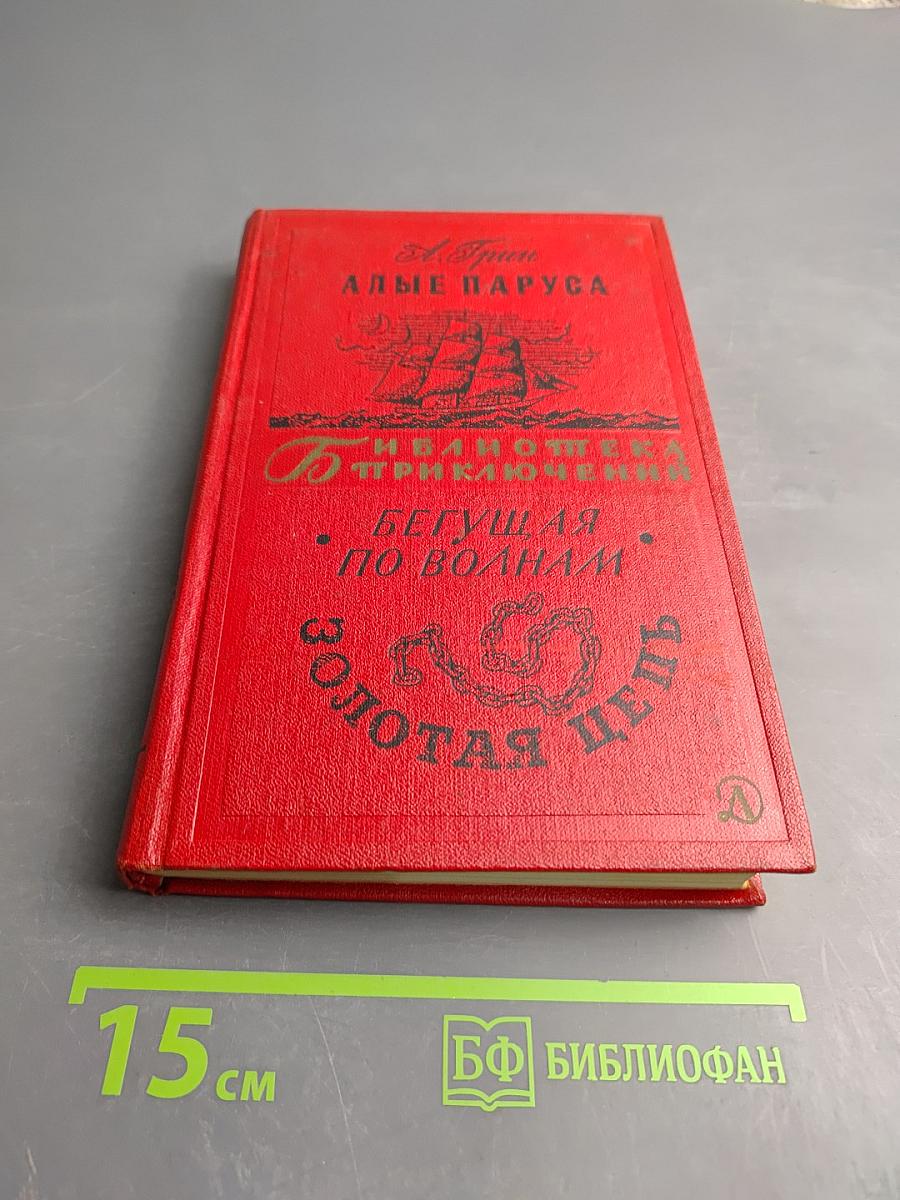 А. Грин
АЛЫЕ ПАРУСА
БИБЛИОТЕКА
ПРИКЛЮЧЕНИЙ
• БЕГУЩАЯ •
ПО ВОЛНАМ
ЗОЛОТАЯ ЦЕПЬ
Д
15 см
БФ БИБЛИОФАН